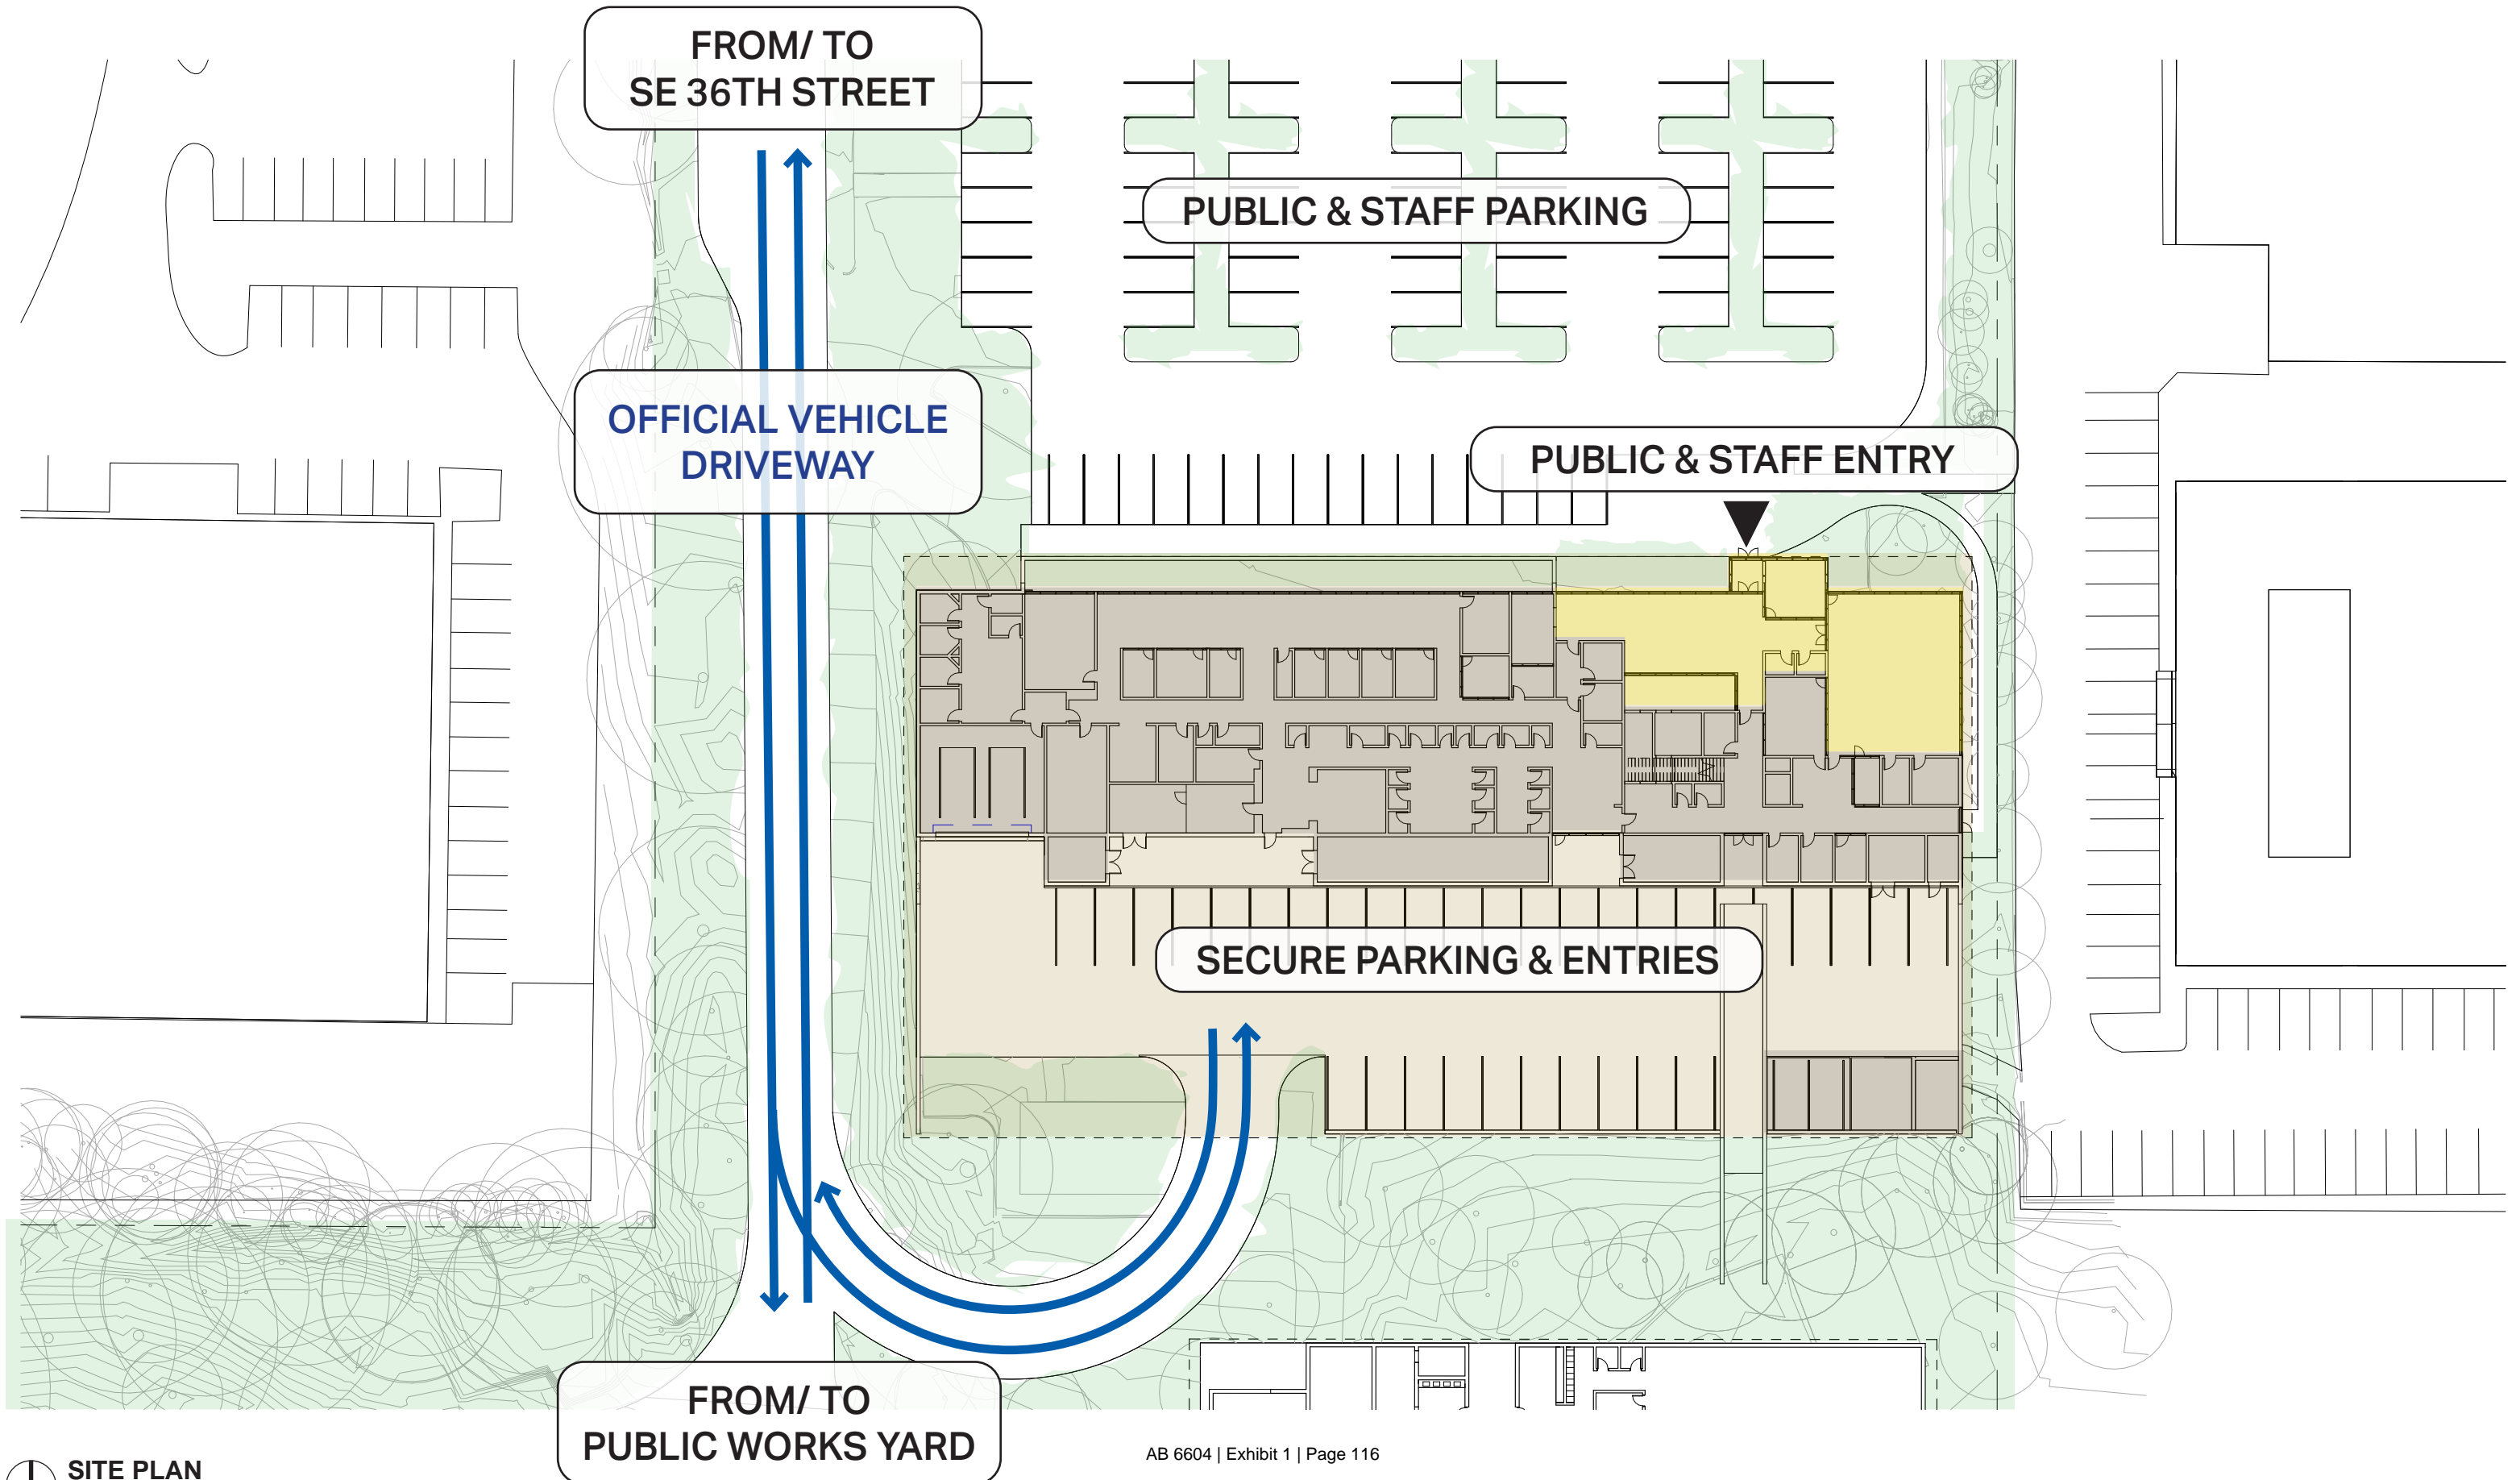 FROM/ TO
SE 36TH STREET
PUBLIC & STAFF PARKING
OFFICIAL VEHICLE
DRIVEWAY
PUBLIC & STAFF ENTRY
SECURE PARKING & ENTRIES
FROM/ TO
PUBLIC WORKS YARD
AB 6604 | Exhibit 1 | Page 116
SITE PLAN